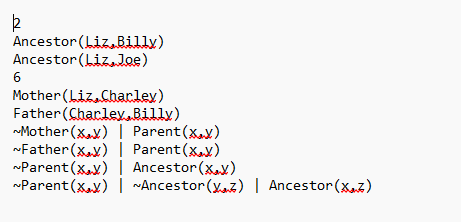 2
Ancestor(Liz,Billy)
Ancestor(Liz,Joe)
6
Mother(Liz,Charley)
Father(Charley,Billy)
~Mother(x,y) | Parent(x,y)
~Father(x,y) | Parent(x,y)
~Parent(x,y) | Ancestor(x,y)
~Parent(x,y) | ~Ancestor(y,z) | Ancestor(x,z)